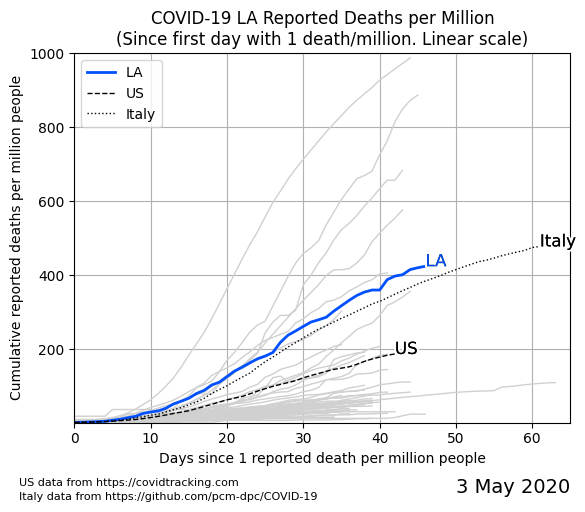 COVID-19 LA Reported Deaths per Million
(Since first day with 1 death/million. Linear scale)
Cumulative reported deaths per million people
1000
800
600
400
200
LA
US
Italy
Italy
LA
US
0
10
20
30
40
50
60
Days since 1 reported death per million people
US data from https://covidtracking.com
Italy data from https://github.com/pcm-dpc/COVID-19
3 May 2020